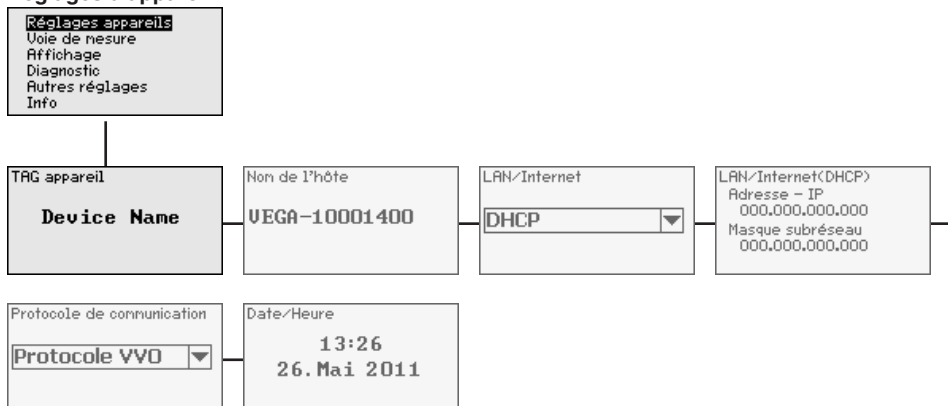 Réglages appareils
Voie de mesure
Affichage
Diagnostic
Autres réglages
Info
TAG appareil
Device Name
Nom de l'hôte
VEGA-10001400
LAN/Internet
DHCP
LAN/Internet(DHCP)
Adresse - IP
000.000.000.000
Masque subréseau
000.000.000.000
Protocole de communication
Protocole VVO
Date/Heure
13:26
26.Mai 2011